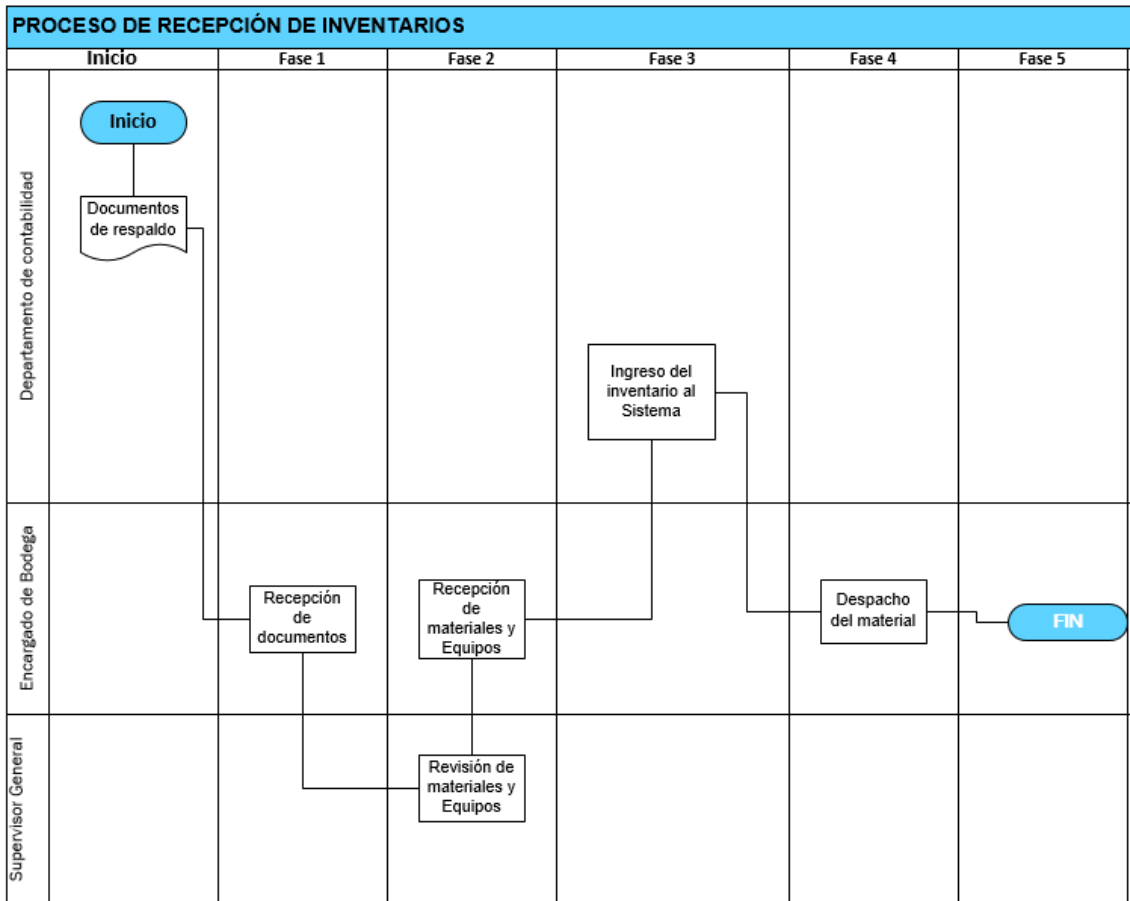 PROCESO DE RECEPCIÓN DE INVENTARIOS
Inicio
Fase 1
Fase 2
Fase 3
Fase 4
Fase 5
Departamento de contabilidad
Inicio
Documentos
de respaldo
Ingreso del
inventario al
Sistema
Encargado de Bodega
Recepción
de
documentos
Recepción
de
materiales y
Equipos
Despacho
del material
FIN
Supervisor General
Revisión de
materiales y
Equipos